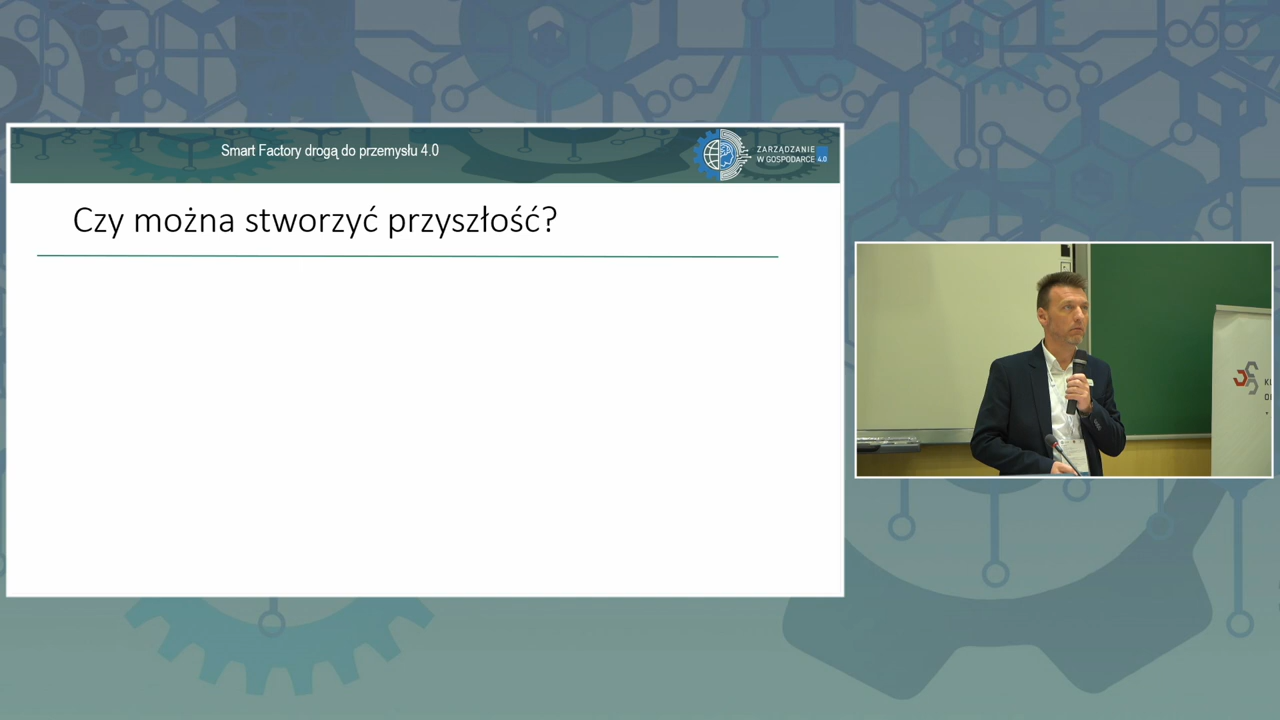 Smart Factory drogą do przemysłu 4.0
ZARZĄDZANIE
W GOSPODARCE 4.0
Czy można stworzyć przyszłość?